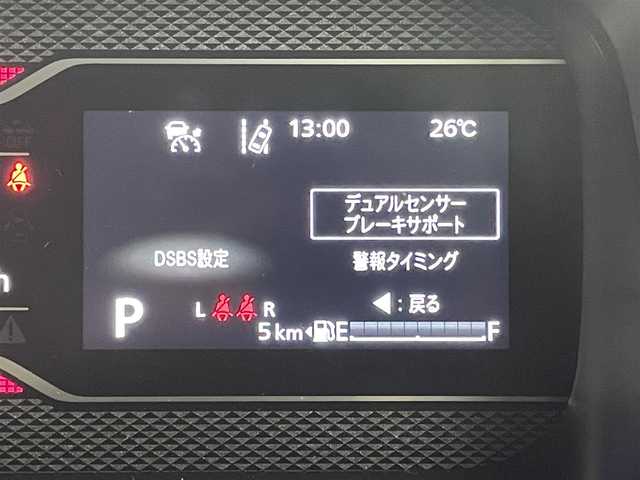 13:00 26℃
デュアルセンサー
ブレーキサポート
DSBS設定
警報タイミング
◀:戻る
P
L R
5km E F